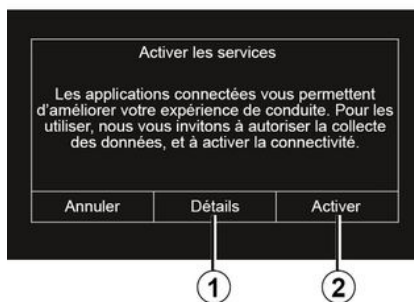 Activer les services
Les applications connectées vous permettent
d'améliorer votre expérience de conduite. Pour les
utiliser, nous vous invitons à autoriser la collecte
des données, et à activer la connectivité.
Annuler Détails Activer
1 2